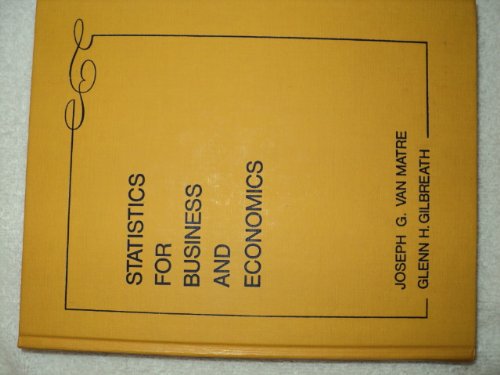 STATISTICS
FOR
BUSINESS
AND
ECONOMICS
JOSEPH G. VAN MATRE
GLENN H. GILBREATH